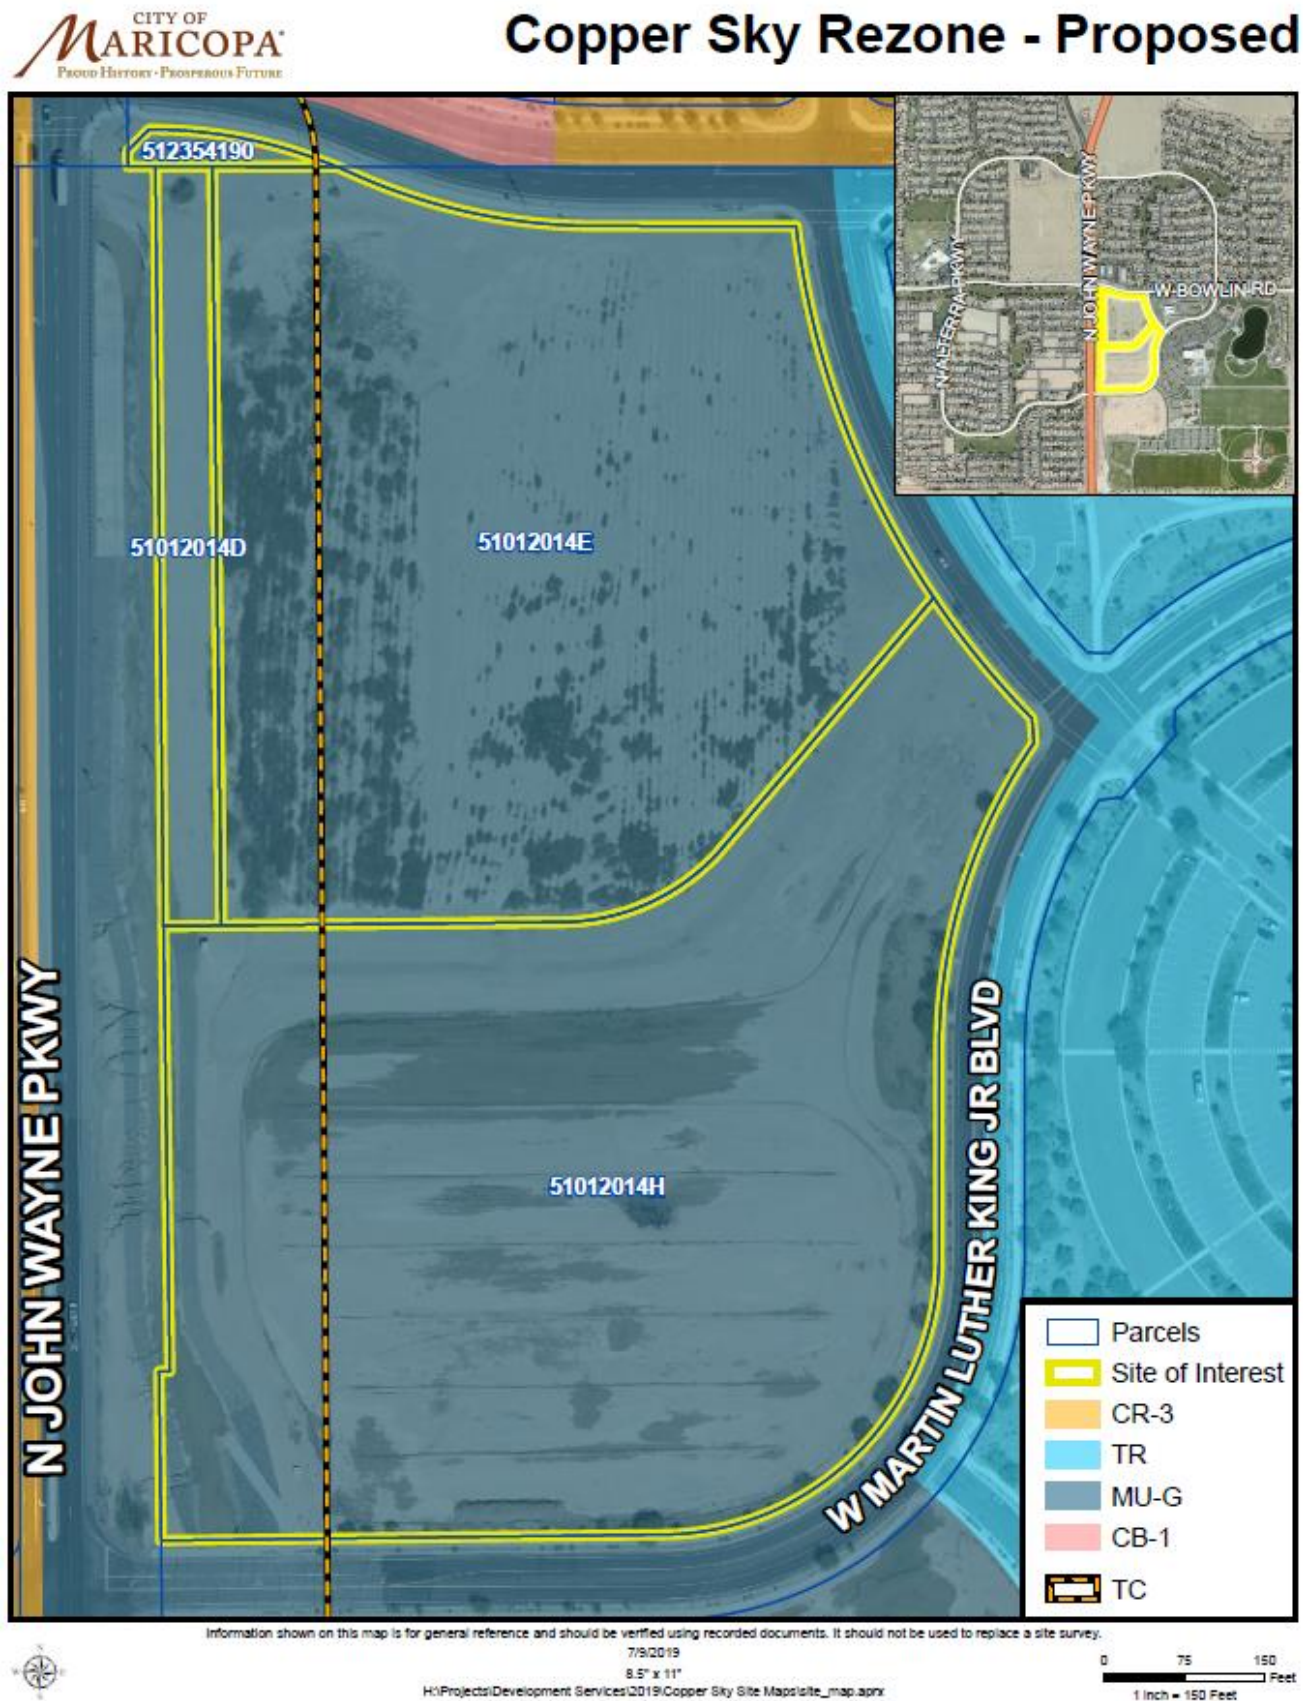 CITY OF
MARICOPA
PROUD HISTORY • PROSPEROUS FUTURE
Copper Sky Rezone - Proposed
512354190
N JOHN WAYNE PKWY
W BOWLIN RD
N ALTERRA PKWY
51012014D
51012014E
51012014H
N JOHN WAYNE PKWY
W MARTIN LUTHER KING JR BLVD
Parcels
Site of Interest
CR-3
TR
MU-G
CB-1
TC
Information shown on this map is for general reference and should be verified using recorded documents. It should not be used to replace a site survey.
7/9/2019
8.5" x 11"
H:\Projects\Development Services\2019\Copper Sky Site Maps\site_map.aprx
0 75 150
Feet
1 inch = 150 Feet